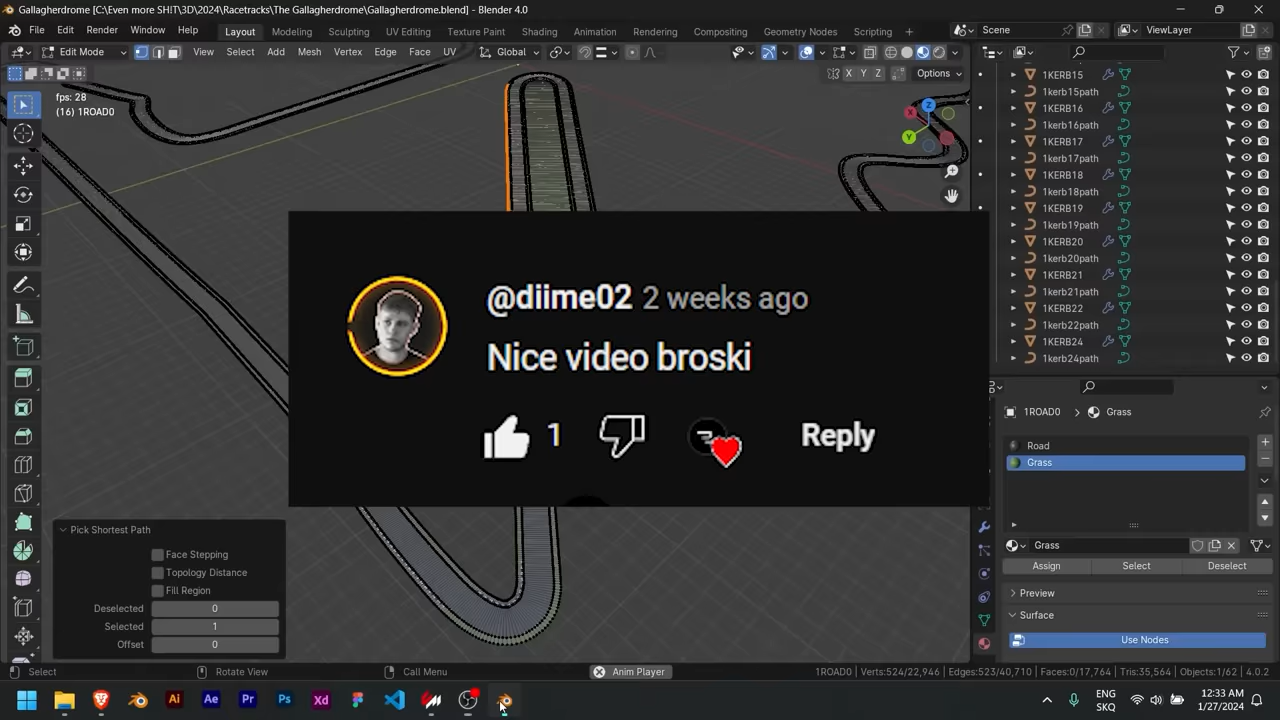 The Gallagherdrome [C:\Even more SH!T\3D\2024\Racetracks\The Gallagherdrome\Gallagherdrome.blend] - Blender 4.0
File Edit Render Window Help Layout Modeling Sculpting UV Editing Texture Paint Shading Animation Rendering Compositing Geometry Nodes Scripting + Scene ViewLayer
Edit Mode View Select Add Mesh Vertex Edge Face UV Global
X Y Z Options
fps: 28
(16) 1ROAD0
Z
X
Y
1KERB15
1kerb15path
1KERB16
1kerb16path
1KERB17
1kerb17path
1KERB18
1kerb18path
1KERB19
1kerb19path
1KERB20
1kerb20path
1KERB21
1kerb21path
1KERB22
1kerb22path
1KERB24
1kerb24path
@diime02 2 weeks ago
Nice video broski
1 Reply
1ROAD0 > Grass
Road
Grass
Grass
Assign Select Deselect
Preview
Surface
Use Nodes
Pick Shortest Path
Face Stepping
Topology Distance
Fill Region
Deselected 0
Selected 1
Offset 0
Select Rotate View Call Menu Anim Player 1ROAD0 | Verts:524/22,946 | Edges:523/40,710 | Faces:0/17,764 | Tris:35,564 | Objects:1/62 | 4.0.2
Ai Ae Pr Ps Xd
ENG
SKQ
12:33 AM
1/27/2024